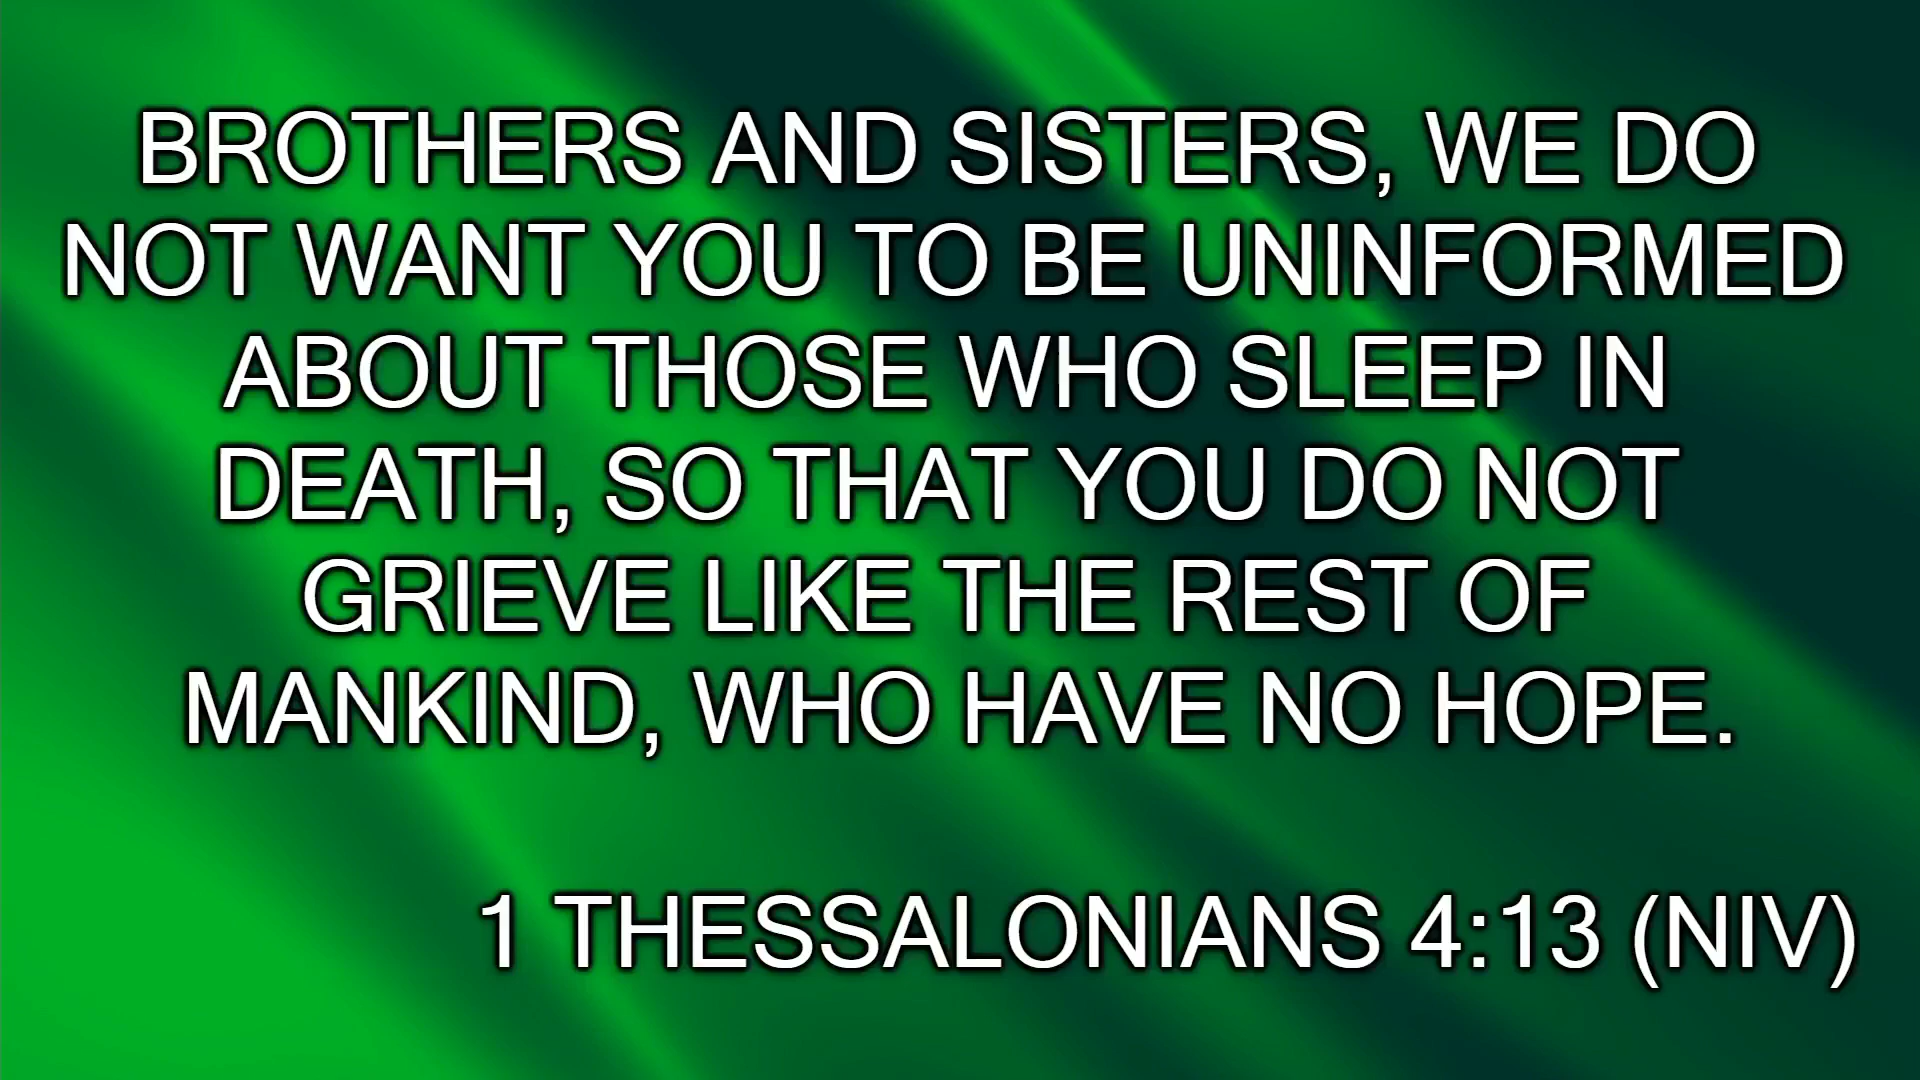 BROTHERS AND SISTERS, WE DO
NOT WANT YOU TO BE UNINFORMED
ABOUT THOSE WHO SLEEP IN
DEATH, SO THAT YOU DO NOT
GRIEVE LIKE THE REST OF
MANKIND, WHO HAVE NO HOPE.
1 THESSALONIANS 4:13 (NIV)